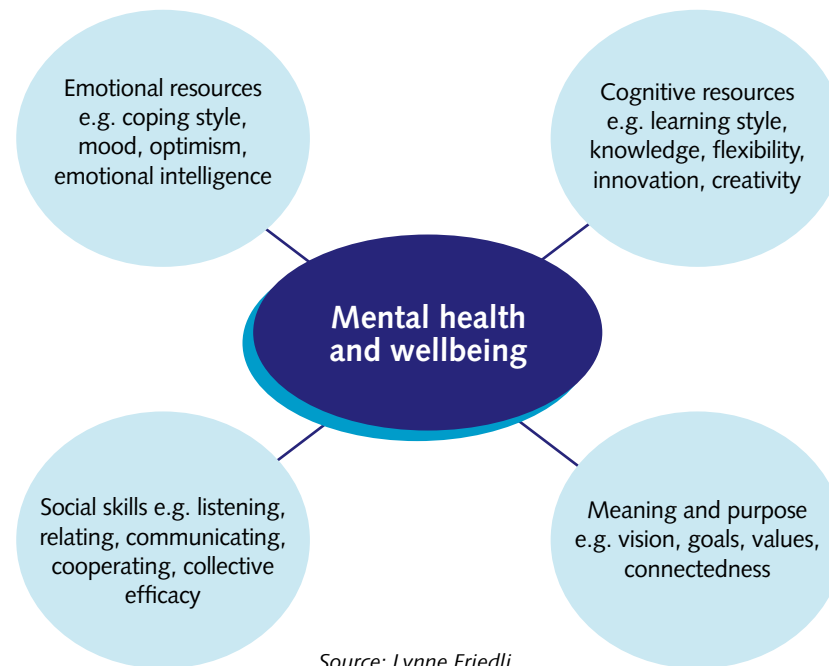 Emotional resources
e.g. coping style,
mood, optimism,
emotional intelligence
Cognitive resources
e.g. learning style,
knowledge, flexibility,
innovation, creativity
Mental health
and wellbeing
Social skills e.g. listening,
relating, communicating,
cooperating, collective
efficacy
Meaning and purpose
e.g. vision, goals, values,
connectedness
Source: Lynne Friedli